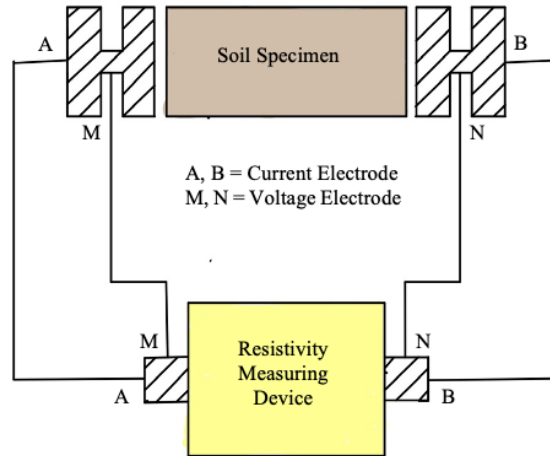 A
B
Soil Specimen
M
N
A, B = Current Electrode
M, N = Voltage Electrode
M
N
Resistivity
Measuring
Device
A
B